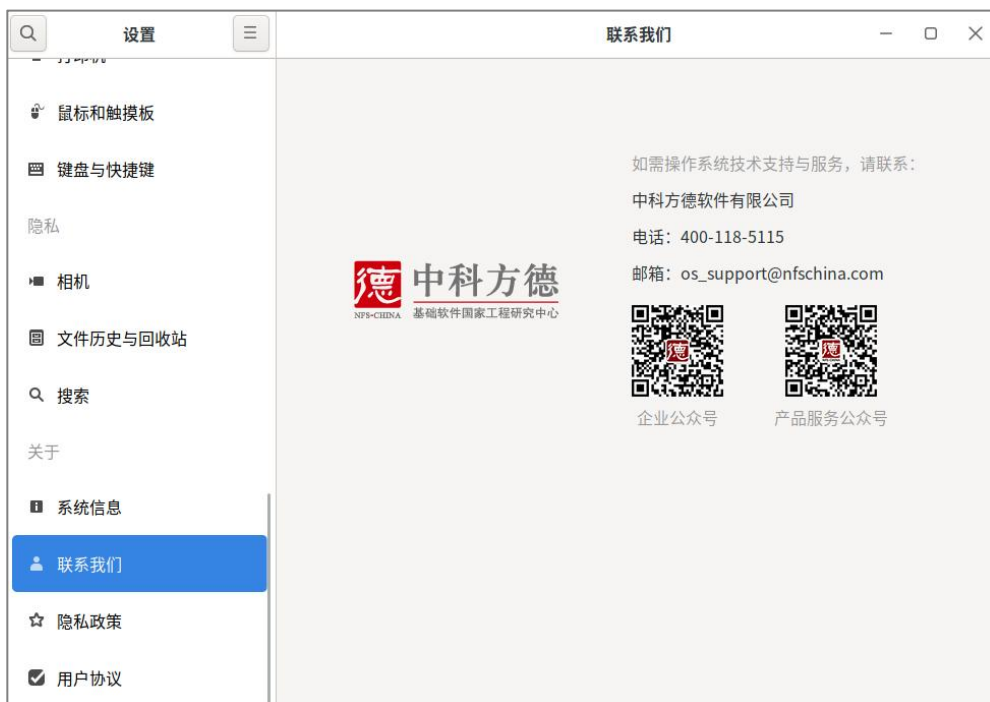 设置
联系我们
打印机
鼠标和触摸板
键盘与快捷键
隐私
相机
文件历史与回收站
搜索
关于
系统信息
联系我们
隐私政策
用户协议
德 中科方德
NFS-CHINA 基础软件国家工程研究中心
如需操作系统技术支持与服务，请联系：
中科方德软件有限公司
电话：400-118-5115
邮箱：os_support@nfschina.com
德
德
企业公众号
产品服务公众号